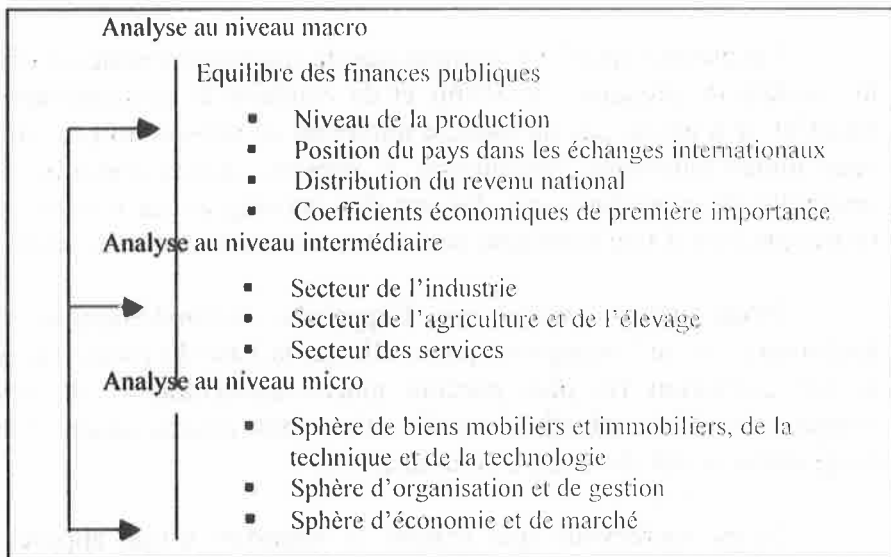 Analyse au niveau macro
Equilibre des finances publiques
▪ Niveau de la production
▪ Position du pays dans les échanges internationaux
▪ Distribution du revenu national
▪ Coefficients économiques de première importance
Analyse au niveau intermédiaire
▪ Secteur de l'industrie
▪ Secteur de l'agriculture et de l'élevage
▪ Secteur des services
Analyse au niveau micro
▪ Sphère de biens mobiliers et immobiliers, de la
technique et de la technologie
▪ Sphère d'organisation et de gestion
▪ Sphère d'économie et de marché